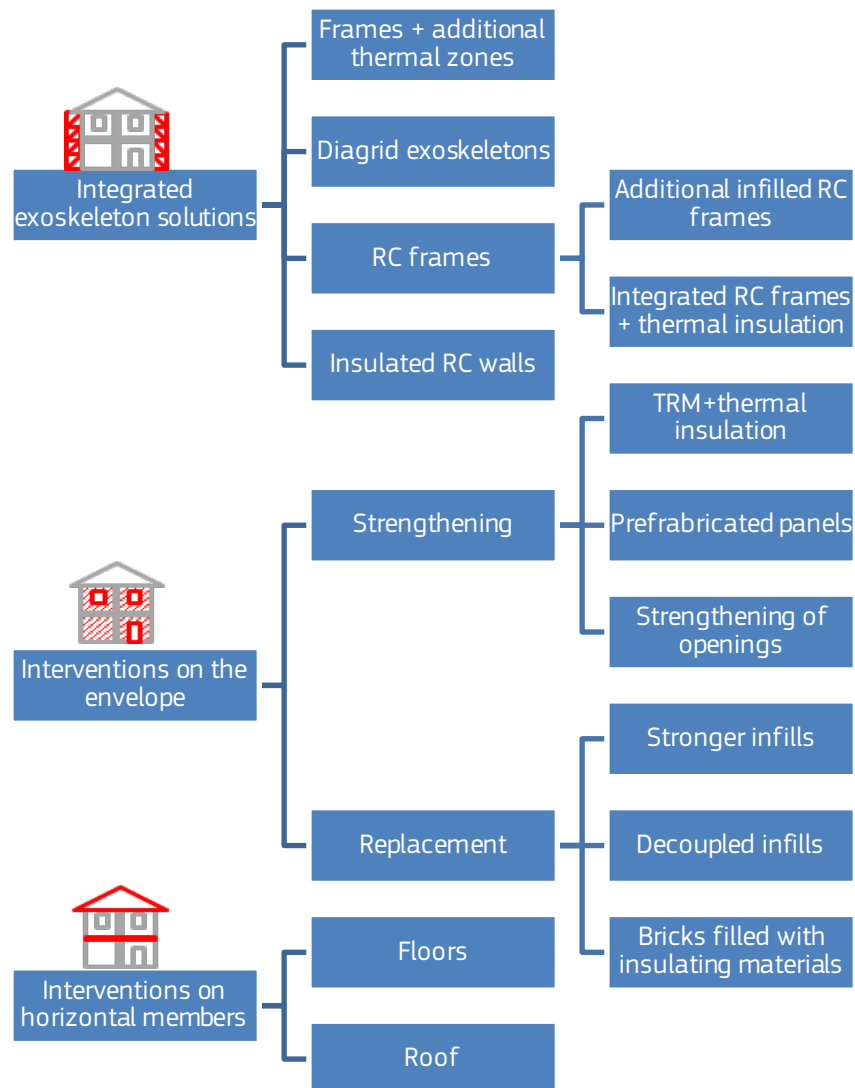 Frames + additional
thermal zones
Integrated
exoskeleton solutions
Diagrid exoskeletons
RC frames
Additional infilled RC
frames
Integrated RC frames
+ thermal insulation
Insulated RC walls
Interventions on the
envelope
Strengthening
TRM+thermal
insulation
Prefrabricated panels
Strengthening of
openings
Replacement
Stronger infills
Decoupled infills
Bricks filled with
insulating materials
Interventions on
horizontal members
Floors
Roof